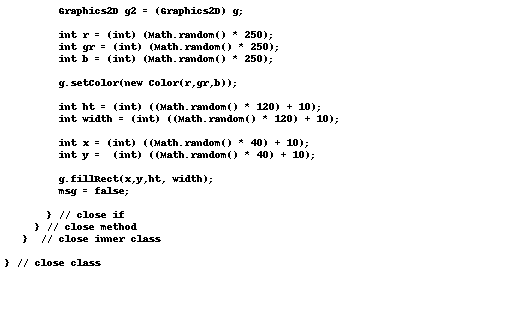 Graphics2D g2 = (Graphics2D) g;
int r = (int) (Math.random() * 250);
int gr = (int) (Math.random() * 250);
int b = (int) (Math.random() * 250);
g.setColor(new Color(r,gr,b));
int ht = (int) ((Math.random() * 120) + 10);
int width = (int) ((Math.random() * 120) + 10);
int x = (int) ((Math.random() * 40) + 10);
int y =  (int) ((Math.random() * 40) + 10);
g.fillRect(x,y,ht, width);
msg = false;
} // close if
} // close method
}  // close inner class
} // close class